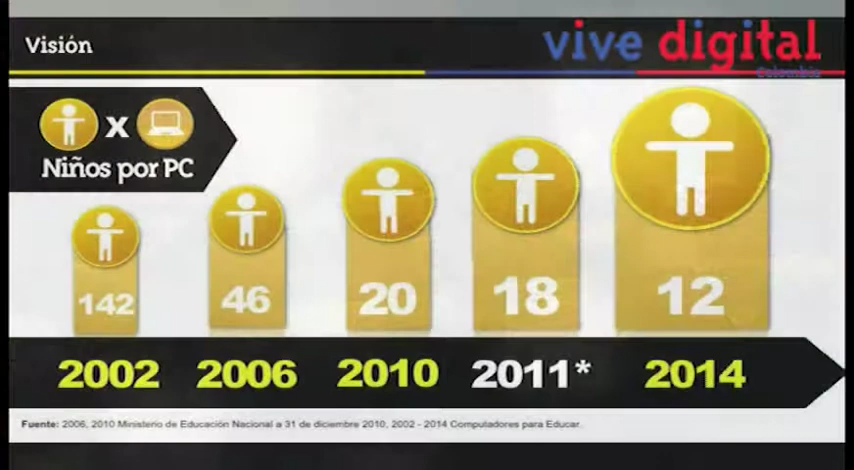 Visión
vive digital
Colombia
x
Niños por PC
142
46
20
18
12
2002
2006
2010
2011*
2014
Fuente: 2006, 2010 Ministerio de Educación Nacional a 31 de diciembre 2010, 2002 - 2014 Computadores para Educar.